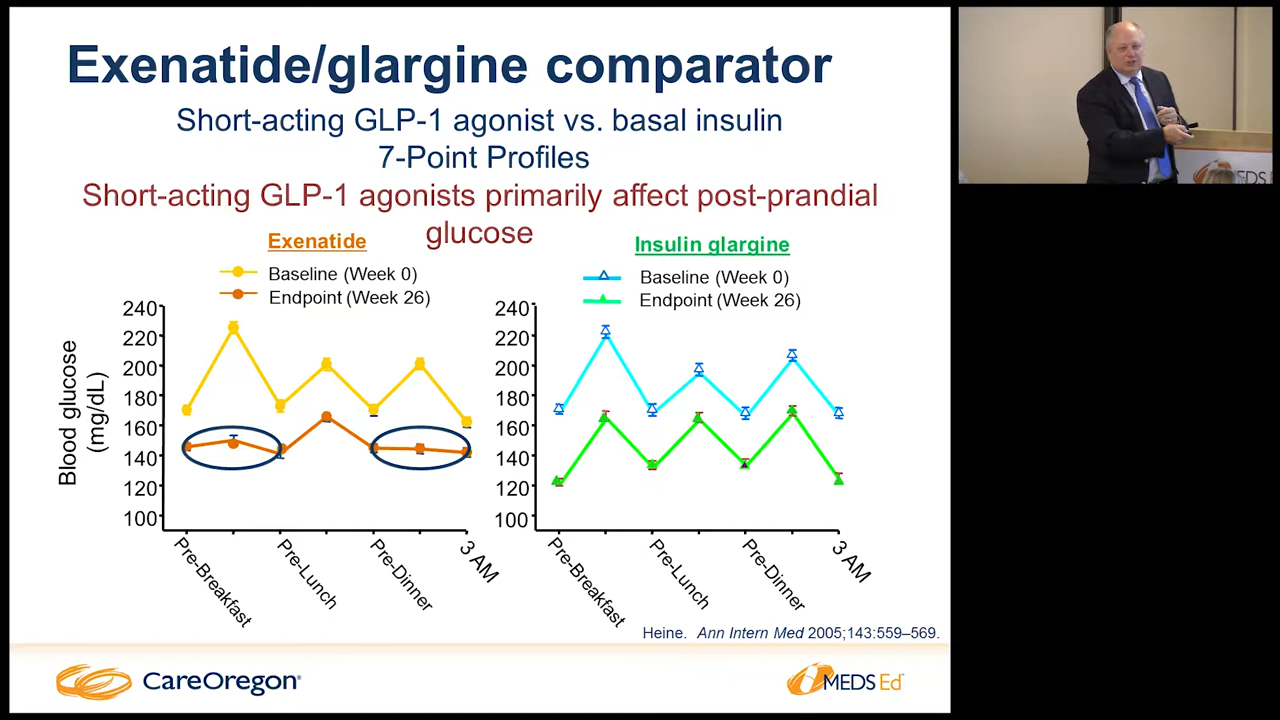 Exenatide/glargine comparator
Short-acting GLP-1 agonist vs. basal insulin
7-Point Profiles
Short-acting GLP-1 agonists primarily affect post-prandial
glucose
Exenatide
Baseline (Week 0)
Endpoint (Week 26)
Insulin glargine
Baseline (Week 0)
Endpoint (Week 26)
Blood glucose
(mg/dL)
240
220
200
180
160
140
120
100
Pre-Breakfast
Pre-Lunch
Pre-Dinner
3 AM
240
220
200
180
160
140
120
100
Pre-Breakfast
Pre-Lunch
Pre-Dinner
3 AM
Heine. Ann Intern Med 2005;143:559–569.
CareOregon®
MEDS Ed